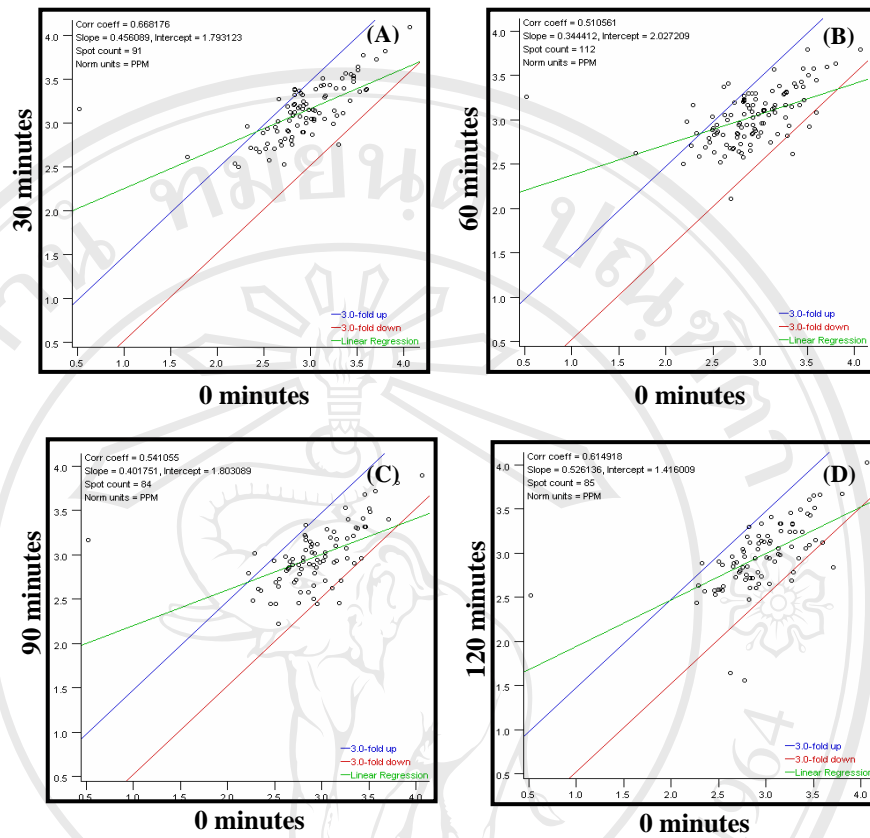 Corr coeff = 0.668176
Slope = 0.456089, Intercept = 1.793123
Spot count = 91
Norm units = PPM
(A)
4.0
3.5
3.0
2.5
2.0
1.5
1.0
0.5
30 minutes
3.0-fold up
3.0-fold down
Linear Regression
0.5 1.0 1.5 2.0 2.5 3.0 3.5 4.0
0 minutes
Corr coeff = 0.510561
Slope = 0.344412, Intercept = 2.027209
Spot count = 112
Norm units = PPM
(B)
4.0
3.5
3.0
2.5
2.0
1.5
1.0
0.5
60 minutes
3.0-fold up
3.0-fold down
Linear Regression
0.5 1.0 1.5 2.0 2.5 3.0 3.5 4.0
0 minutes
Corr coeff = 0.541055
Slope = 0.401751, Intercept = 1.803089
Spot count = 84
Norm units = PPM
(C)
4.0
3.5
3.0
2.5
2.0
1.5
1.0
0.5
90 minutes
3.0-fold up
3.0-fold down
Linear Regression
0.5 1.0 1.5 2.0 2.5 3.0 3.5 4.0
0 minutes
Corr coeff = 0.614918
Slope = 0.526136, Intercept = 1.416009
Spot count = 85
Norm units = PPM
(D)
4.0
3.5
3.0
2.5
2.0
1.5
1.0
0.5
120 minutes
3.0-fold up
3.0-fold down
Linear Regression
0.5 1.0 1.5 2.0 2.5 3.0 3.5 4.0
0 minutes
964